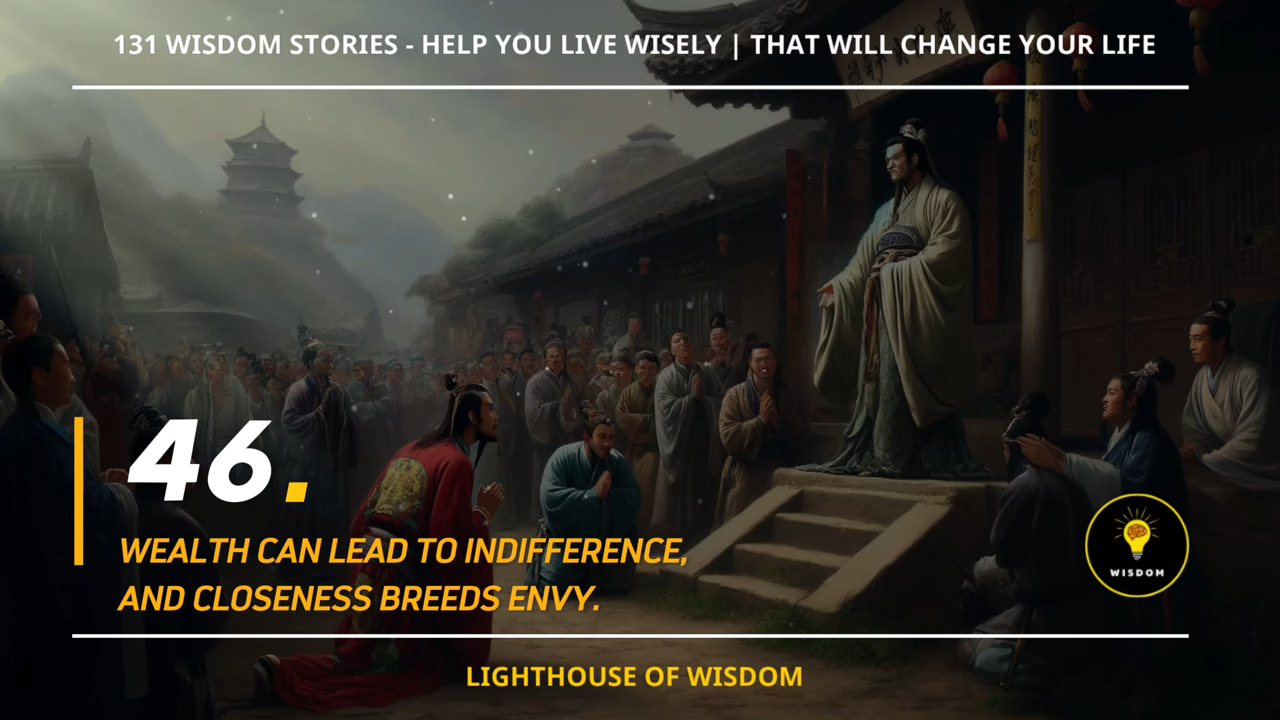 131 WISDOM STORIES - HELP YOU LIVE WISELY | THAT WILL CHANGE YOUR LIFE
46.
WEALTH CAN LEAD TO INDIFFERENCE,
AND CLOSENESS BREEDS ENVY.
WISDOM
LIGHTHOUSE OF WISDOM